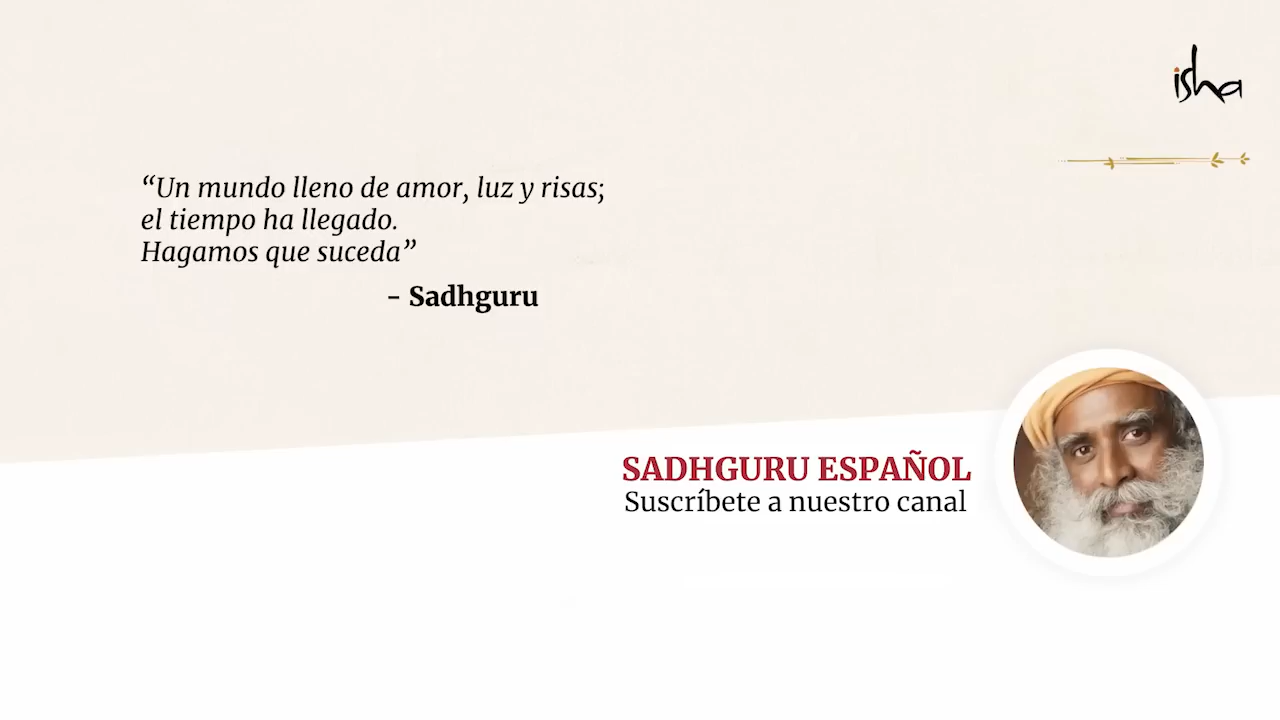 isha
“Un mundo lleno de amor, luz y risas;
el tiempo ha llegado.
Hagamos que suceda”
- Sadhguru
SADHGURU ESPAÑOL
Suscríbete a nuestro canal